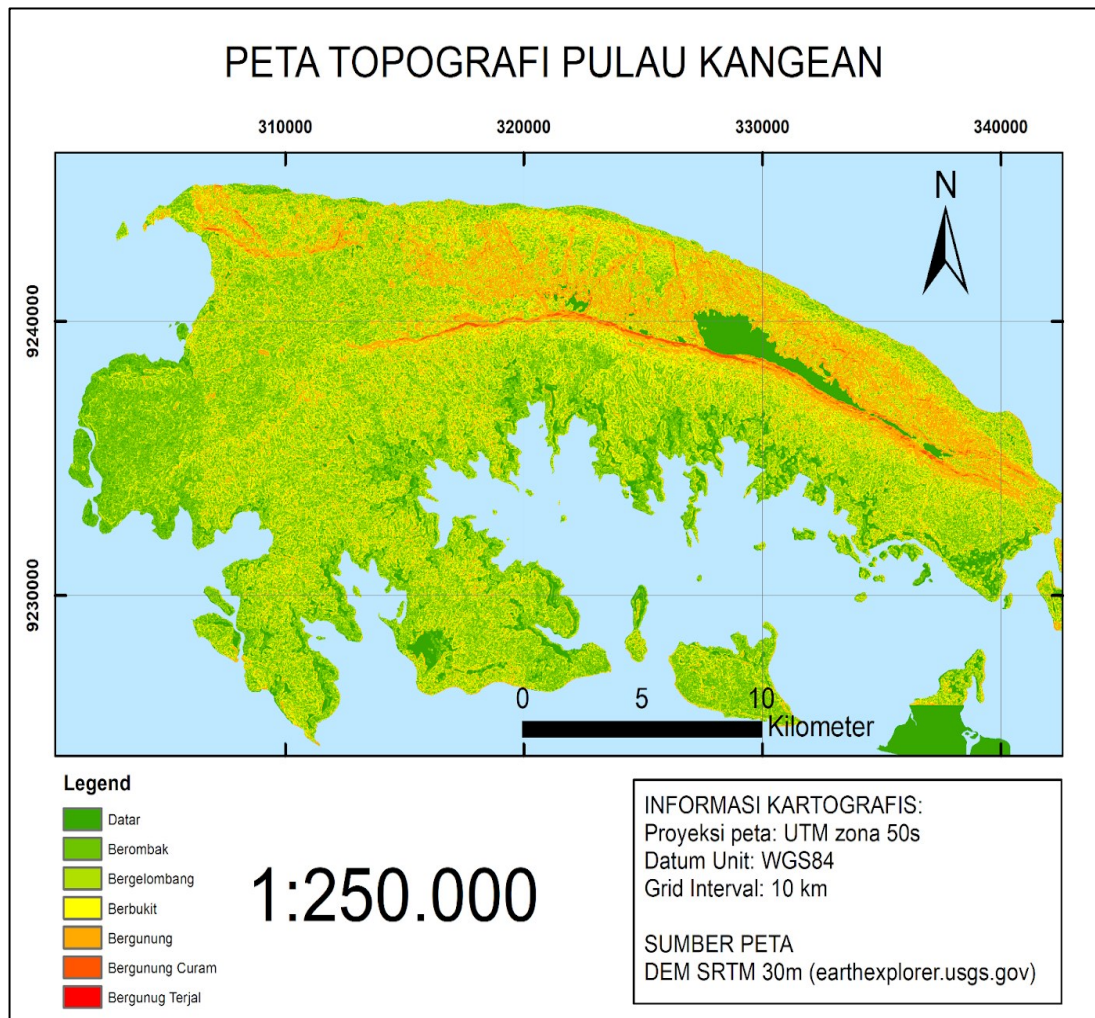 PETA TOPOGRAFI PULAU KANGEAN
310000 320000 330000 340000
N
9240000
9230000
0 5 10
Kilometer
Legend
Datar
Berombak
Bergelombang
Berbukit
Bergunung
Bergunung Curam
Bergunug Terjal
1:250.000
INFORMASI KARTOGRAFIS:
Proyeksi peta: UTM zona 50s
Datum Unit: WGS84
Grid Interval: 10 km
SUMBER PETA
DEM SRTM 30m (earthexplorer.usgs.gov)